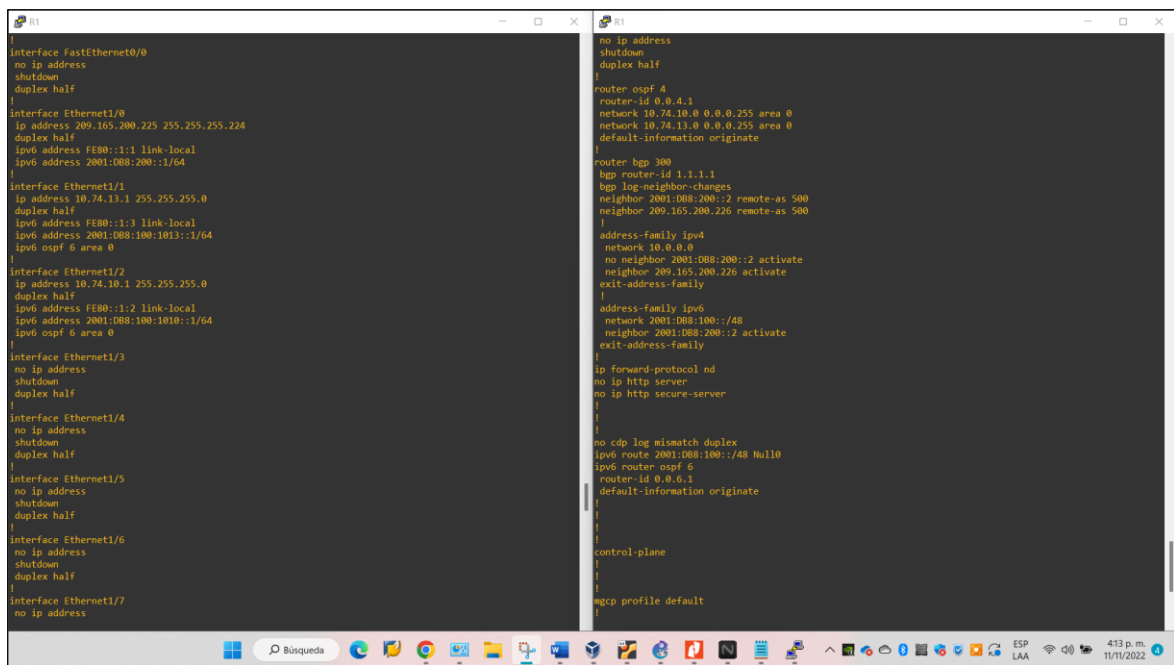 R1
!
interface FastEthernet0/0
 no ip address
 shutdown
 duplex half
!
interface Ethernet1/0
 ip address 209.165.200.225 255.255.255.224
 duplex half
 ipv6 address FE80::1:1 link-local
 ipv6 address 2001:DB8:200::1/64
!
interface Ethernet1/1
 ip address 10.74.13.1 255.255.255.0
 duplex half
 ipv6 address FE80::1:3 link-local
 ipv6 address 2001:DB8:100:1013::1/64
 ipv6 ospf 6 area 0
!
interface Ethernet1/2
 ip address 10.74.10.1 255.255.255.0
 duplex half
 ipv6 address FE80::1:2 link-local
 ipv6 address 2001:DB8:100:1010::1/64
 ipv6 ospf 6 area 0
!
interface Ethernet1/3
 no ip address
 shutdown
 duplex half
!
interface Ethernet1/4
 no ip address
 shutdown
 duplex half
!
interface Ethernet1/5
 no ip address
 shutdown
 duplex half
!
interface Ethernet1/6
 no ip address
 shutdown
 duplex half
!
interface Ethernet1/7
 no ip address
R1
 no ip address
 shutdown
 duplex half
!
router ospf 4
 router-id 0.0.4.1
 network 10.74.10.0 0.0.0.255 area 0
 network 10.74.13.0 0.0.0.255 area 0
 default-information originate
!
router bgp 300
 bgp router-id 1.1.1.1
 bgp log-neighbor-changes
 neighbor 2001:DB8:200::2 remote-as 500
 neighbor 209.165.200.226 remote-as 500
 !
 address-family ipv4
  network 10.0.0.0
  no neighbor 2001:DB8:200::2 activate
  neighbor 209.165.200.226 activate
 exit-address-family
 !
 address-family ipv6
  network 2001:DB8:100::/48
  neighbor 2001:DB8:200::2 activate
 exit-address-family
!
ip forward-protocol nd
no ip http server
no ip http secure-server
!
!
!
no cdp log mismatch duplex
ipv6 route 2001:DB8:100::/48 Null0
ipv6 router ospf 6
 router-id 0.0.6.1
 default-information originate
!
!
!
!
control-plane
!
!
!
mgcp profile default
!
Búsqueda
ESP
LAA
4:13 p. m.
11/11/2022
4